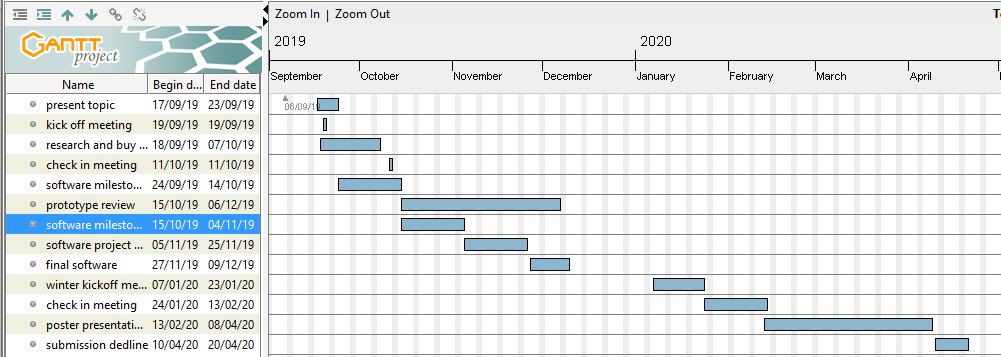 Zoom In | Zoom Out
GANTT project
2019 2020
September October November December January February March April
Name Begin d... End date
06/09/19
present topic 17/09/19 23/09/19
kick off meeting 19/09/19 19/09/19
research and buy ... 18/09/19 07/10/19
check in meeting 11/10/19 11/10/19
software milesto... 24/09/19 14/10/19
prototype review 15/10/19 06/12/19
software milesto... 15/10/19 04/11/19
software project ... 05/11/19 25/11/19
final software 27/11/19 09/12/19
winter kickoff me... 07/01/20 23/01/20
check in meeting 24/01/20 13/02/20
poster presentati... 13/02/20 08/04/20
submission dedline 10/04/20 20/04/20